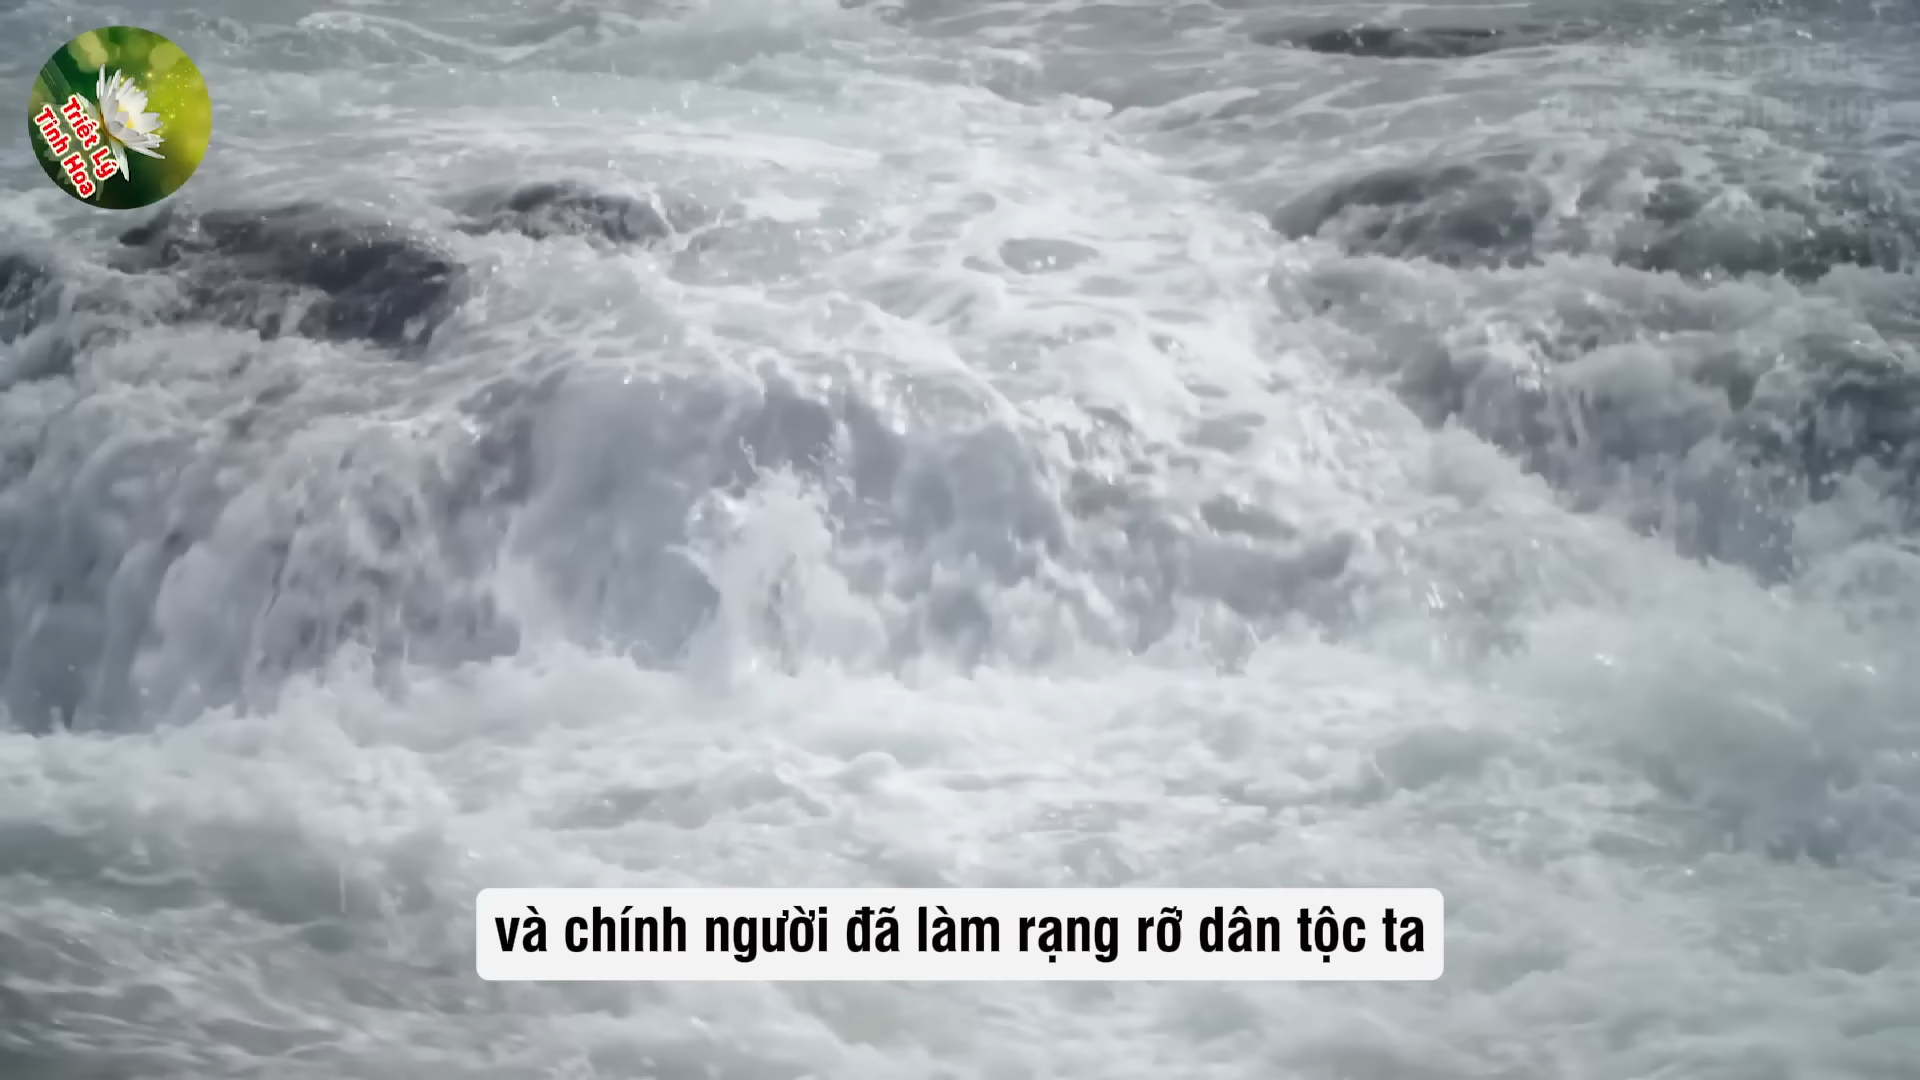 Triết Lý
Tinh Hoa
và chính người đã làm rạng rỡ dân tộc ta